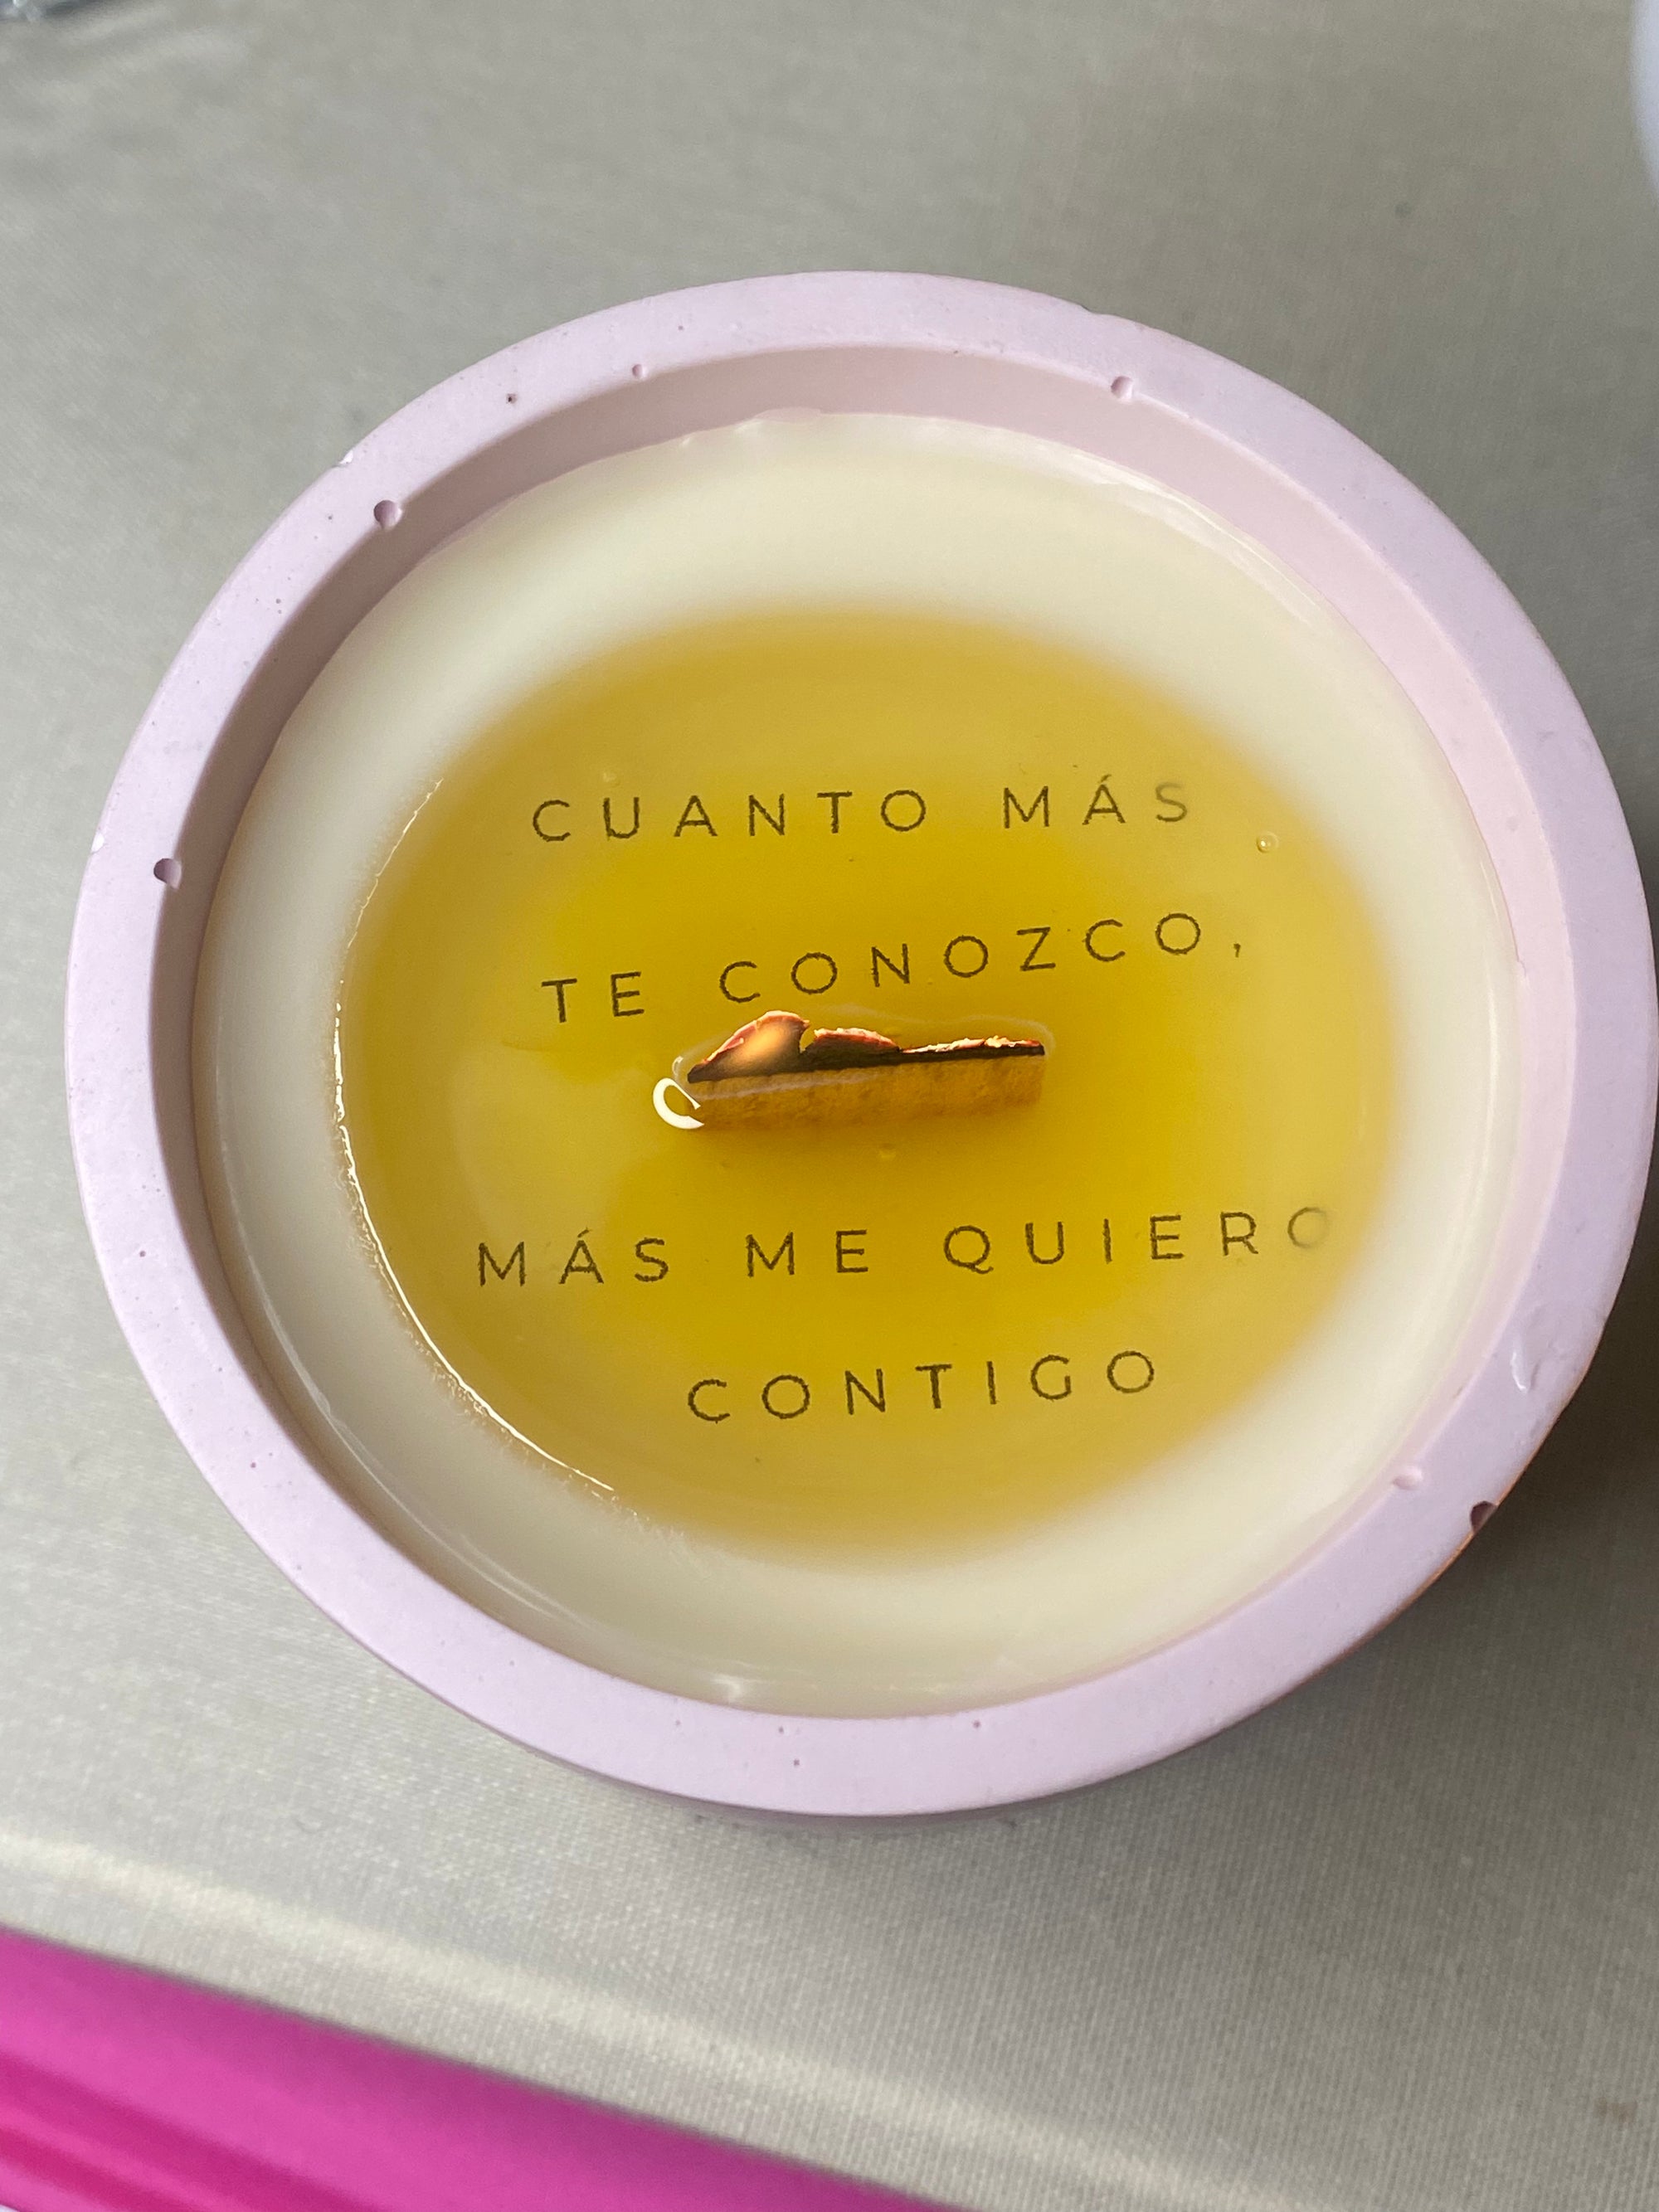 CUANTO MÁS
TE CONOZCO,
MÁS ME QUIERO
CONTIGO